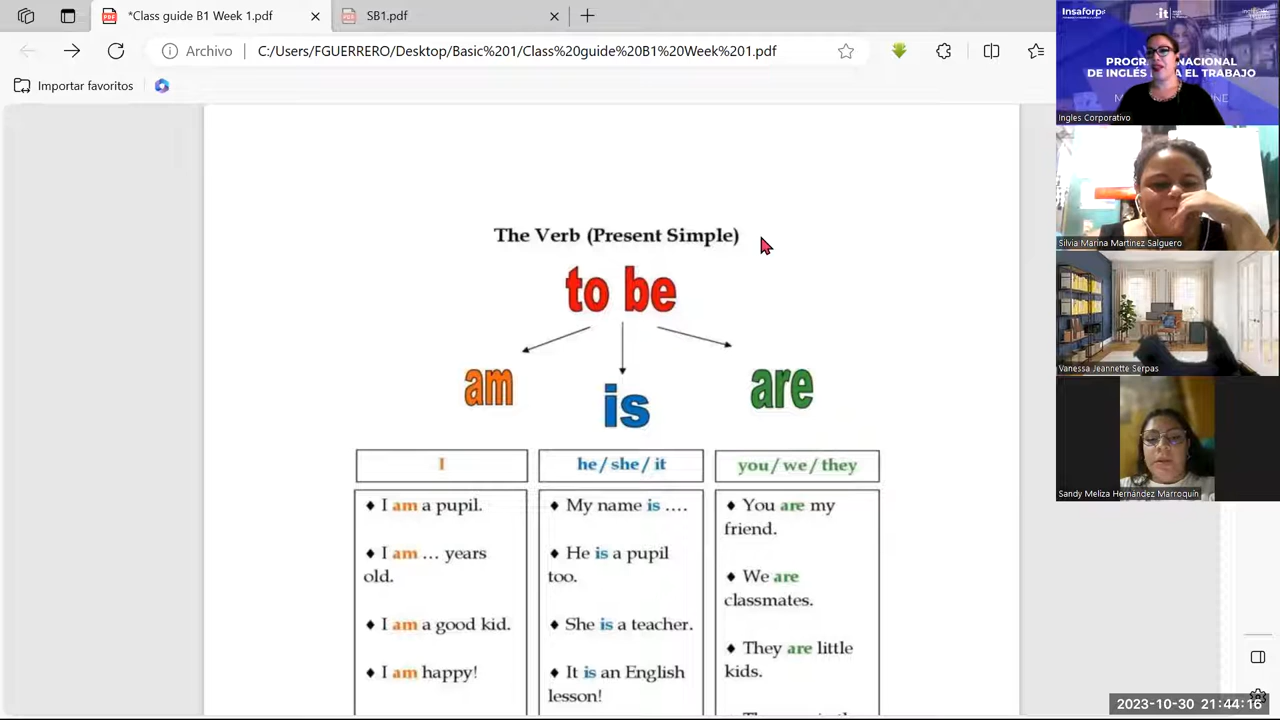 *Class guide B1 Week 1.pdf
SRP.pdf
Archivo
C:/Users/FGUERRERO/Desktop/Basic%201/Class%20guide%20B1%20Week%201.pdf
Importar favoritos
The Verb (Present Simple)
to be
am
is
are
I
he/ she/ it
you/ we/ they
♦ I am a pupil.
♦ I am … years
old.
♦ I am a good kid.
♦ I am happy!
♦ My name is ….
♦ He is a pupil
too.
♦ She is a teacher.
♦ It is an English
lesson!
♦ You are my
friend.
♦ We are
classmates.
♦ They are little
kids.
Insaforp
it
Ingles Corporativo
Silvia Marina Martinez Salguero
Vanessa Jeannette Serpas
Sandy Meliza Hernández Marroquín
2023-10-30 21:44:16